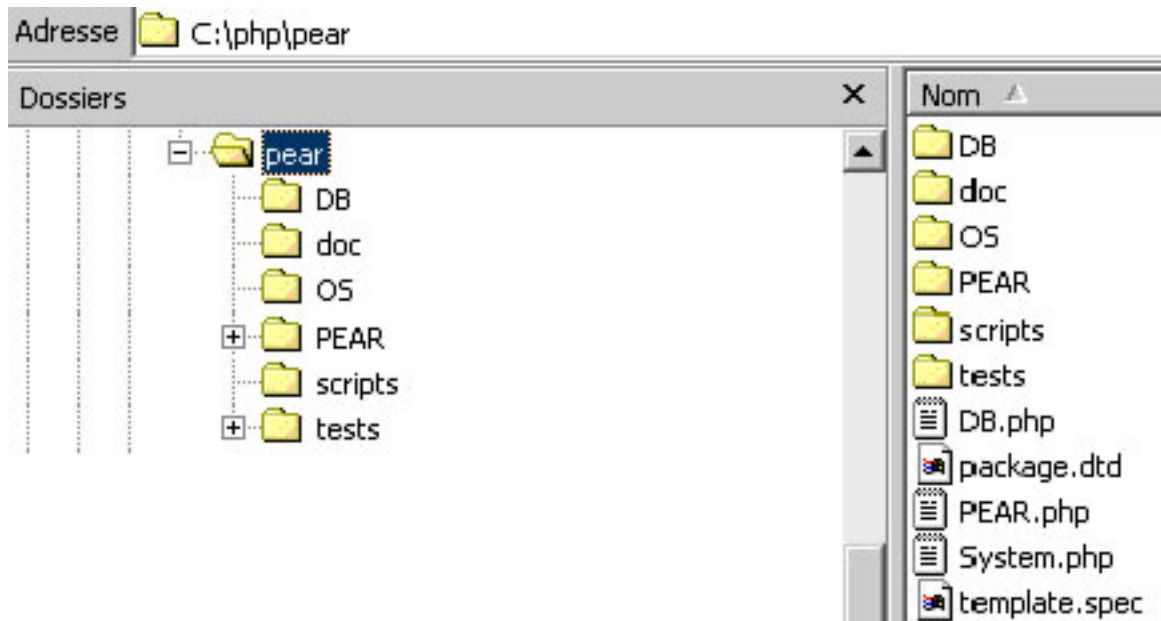 Adresse C:\php\pear
Dossiers
pear
DB
doc
OS
PEAR
scripts
tests
Nom
DB
doc
OS
PEAR
scripts
tests
DB.php
package.dtd
PEAR.php
System.php
template.spec